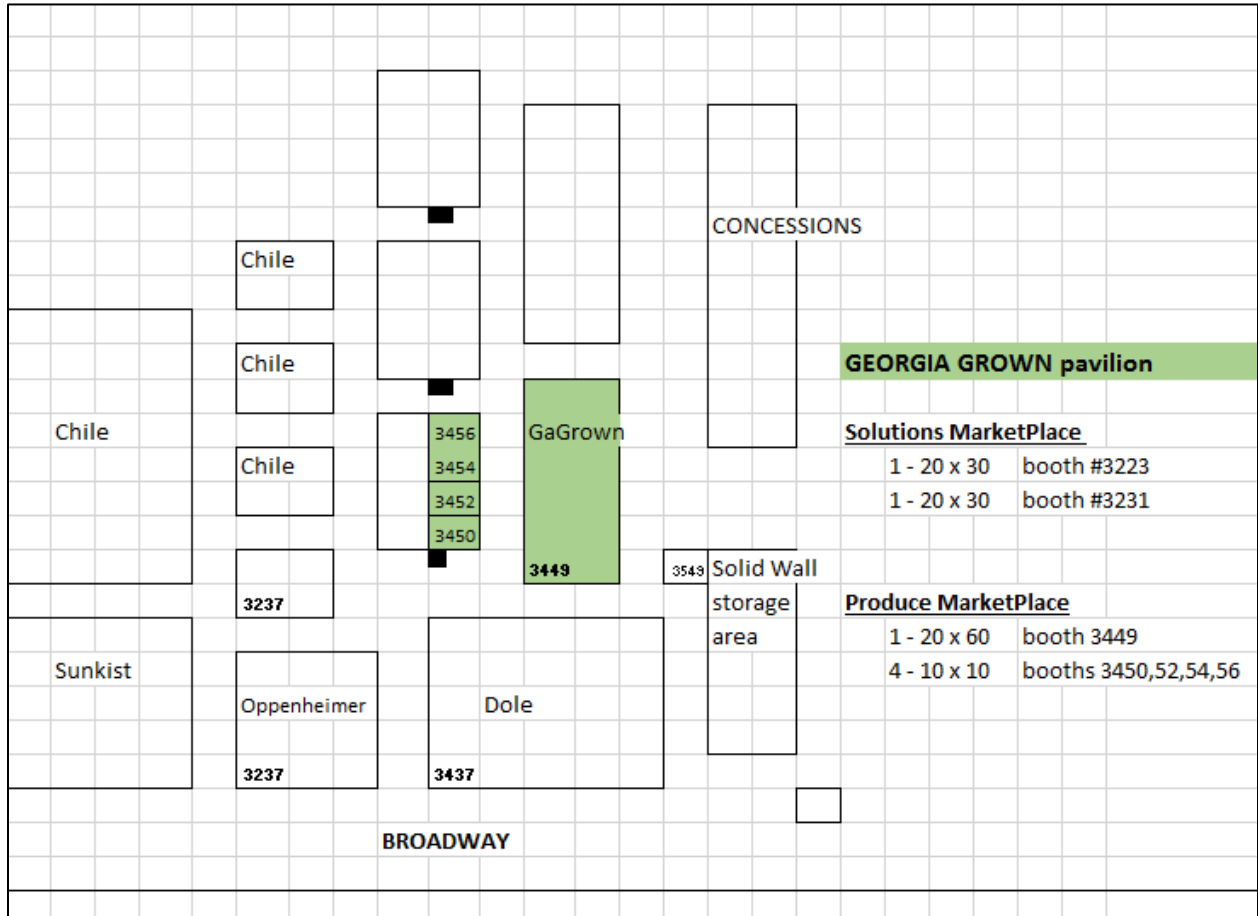 CONCESSIONS
Chile
Chile
GEORGIA GROWN pavilion
Chile
3456
GaGrown
Solutions MarketPlace
Chile
3454
1 - 20 x 30 booth #3223
3452
1 - 20 x 30 booth #3231
3450
3449
3549
Solid Wall
3237
storage
Produce MarketPlace
area
1 - 20 x 60 booth 3449
Sunkist
4 - 10 x 10 booths 3450,52,54,56
Oppenheimer
Dole
3237
3437
BROADWAY